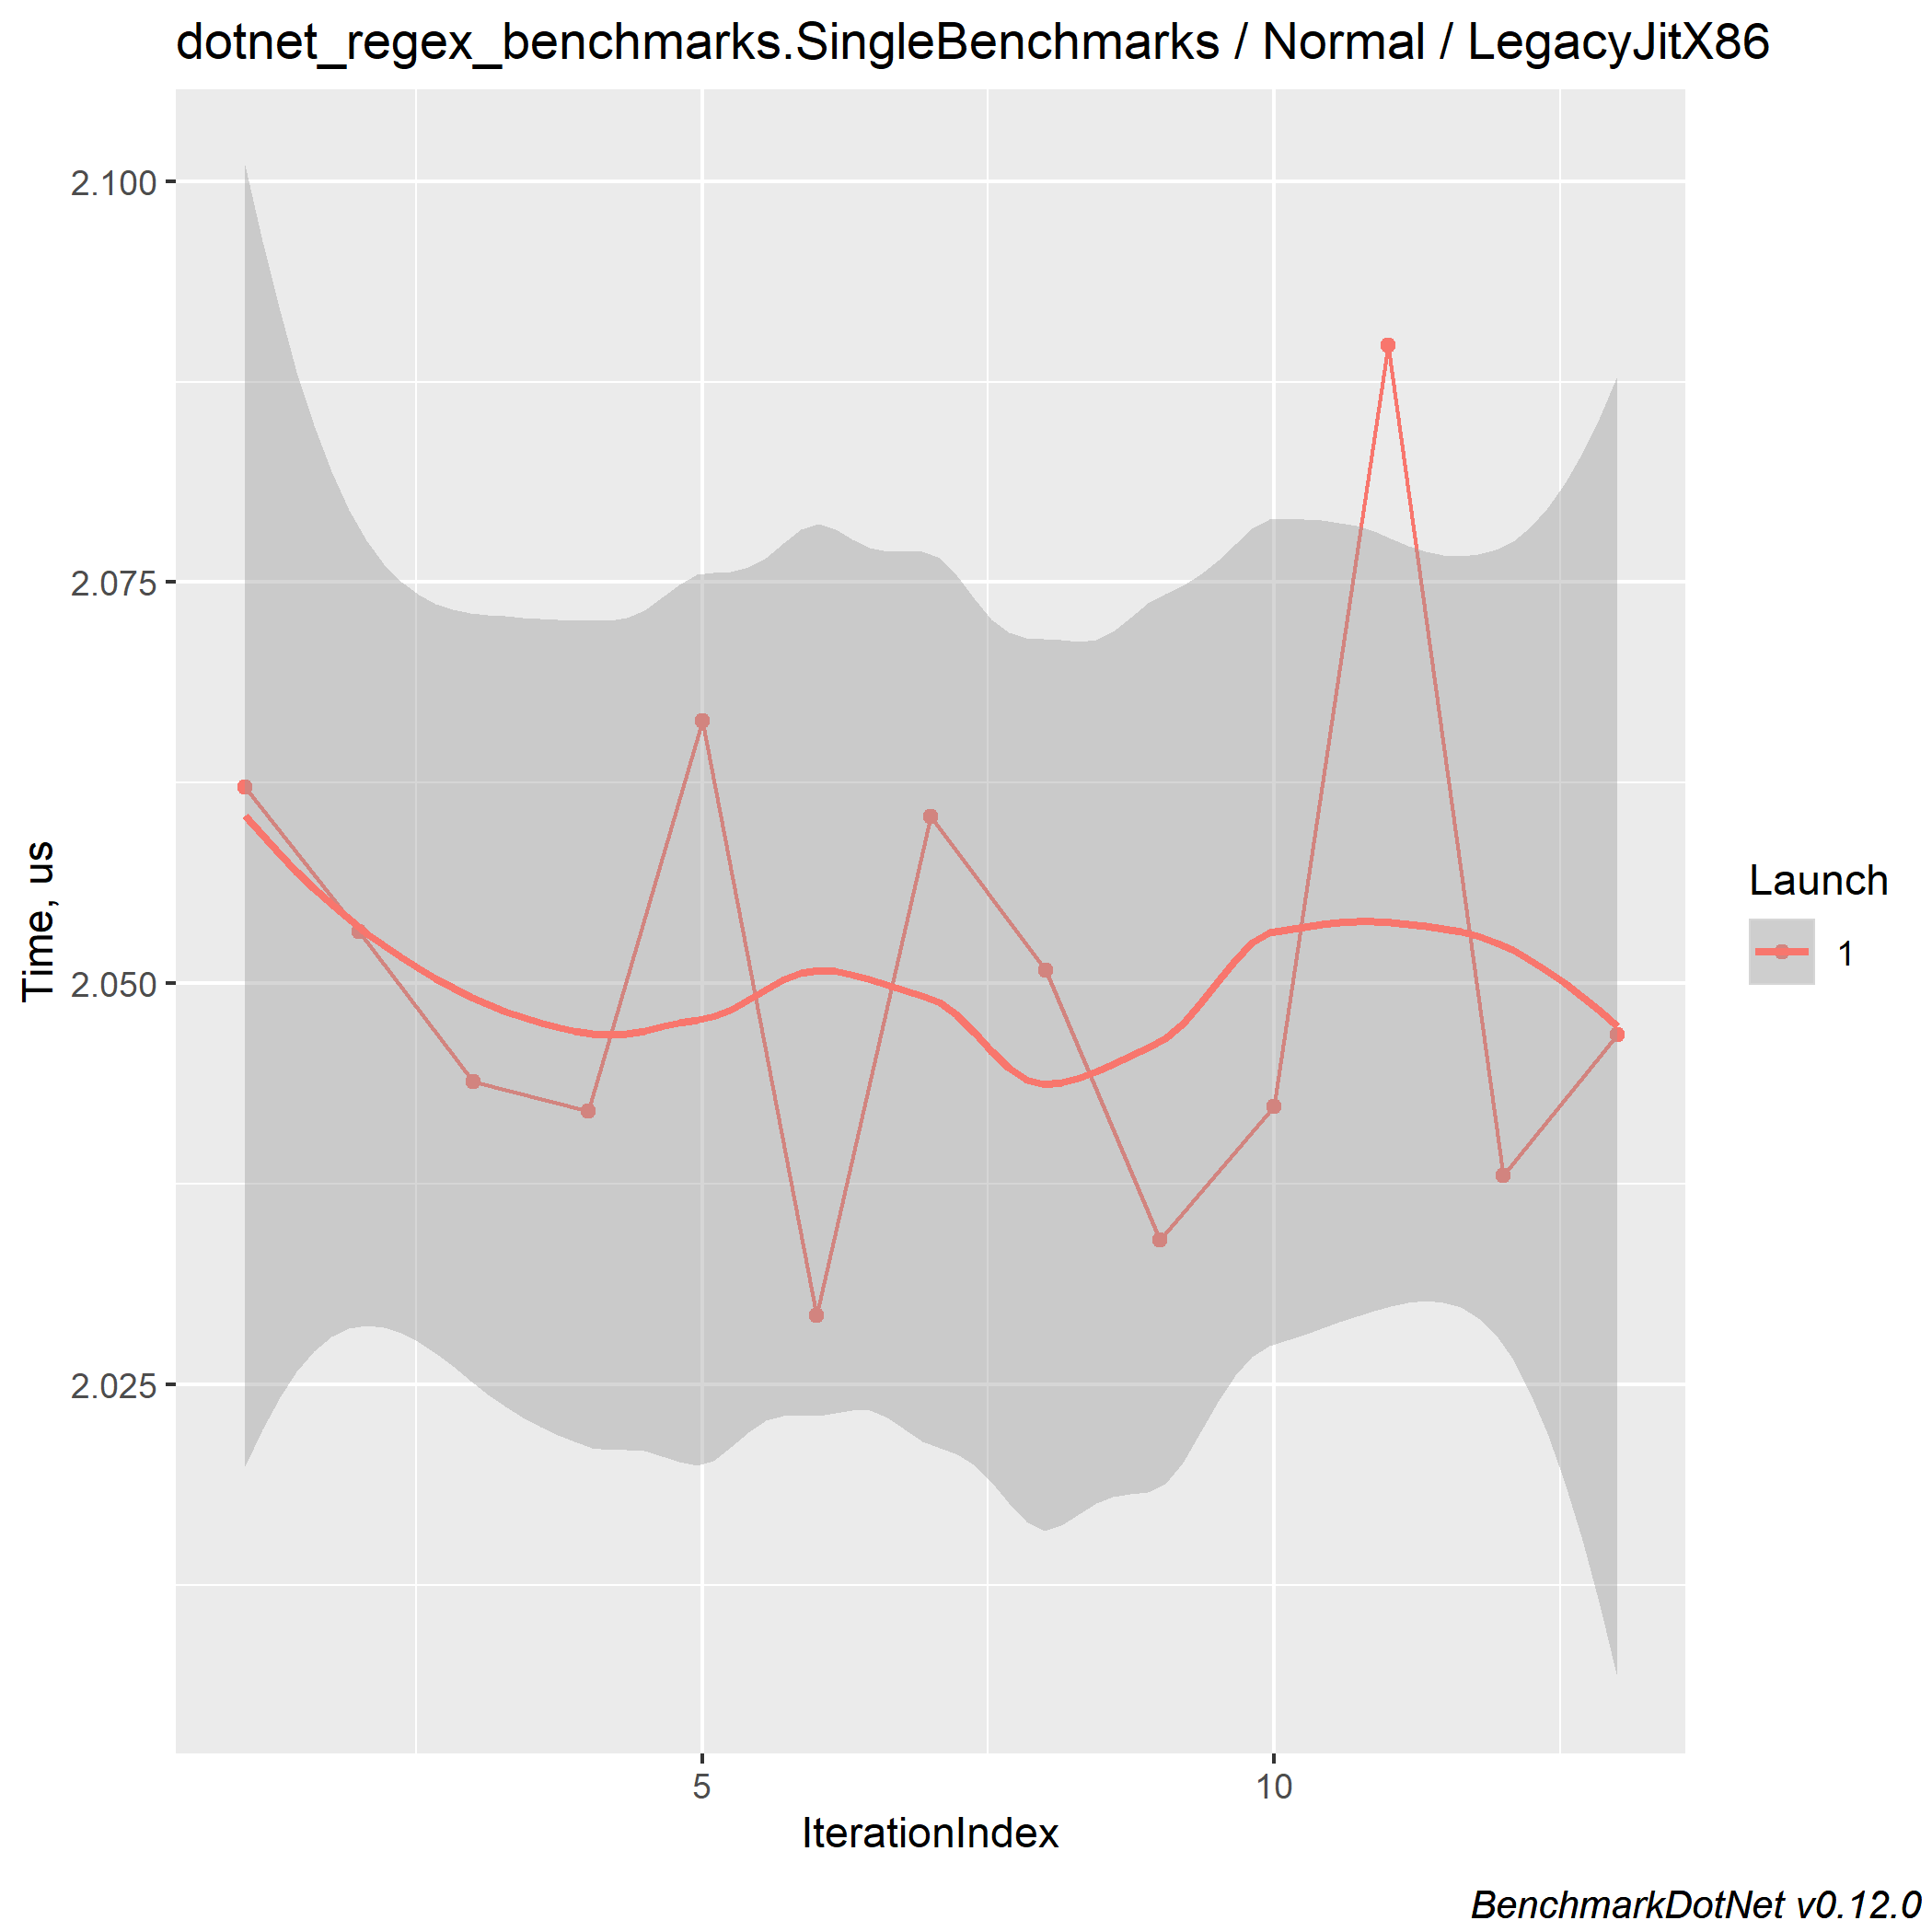 dotnet_regex_benchmarks.SingleBenchmarks / Normal / LegacyJitX86
2.100
2.075
2.050
2.025
Time, us
5
10
IterationIndex
Launch
1
BenchmarkDotNet v0.12.0